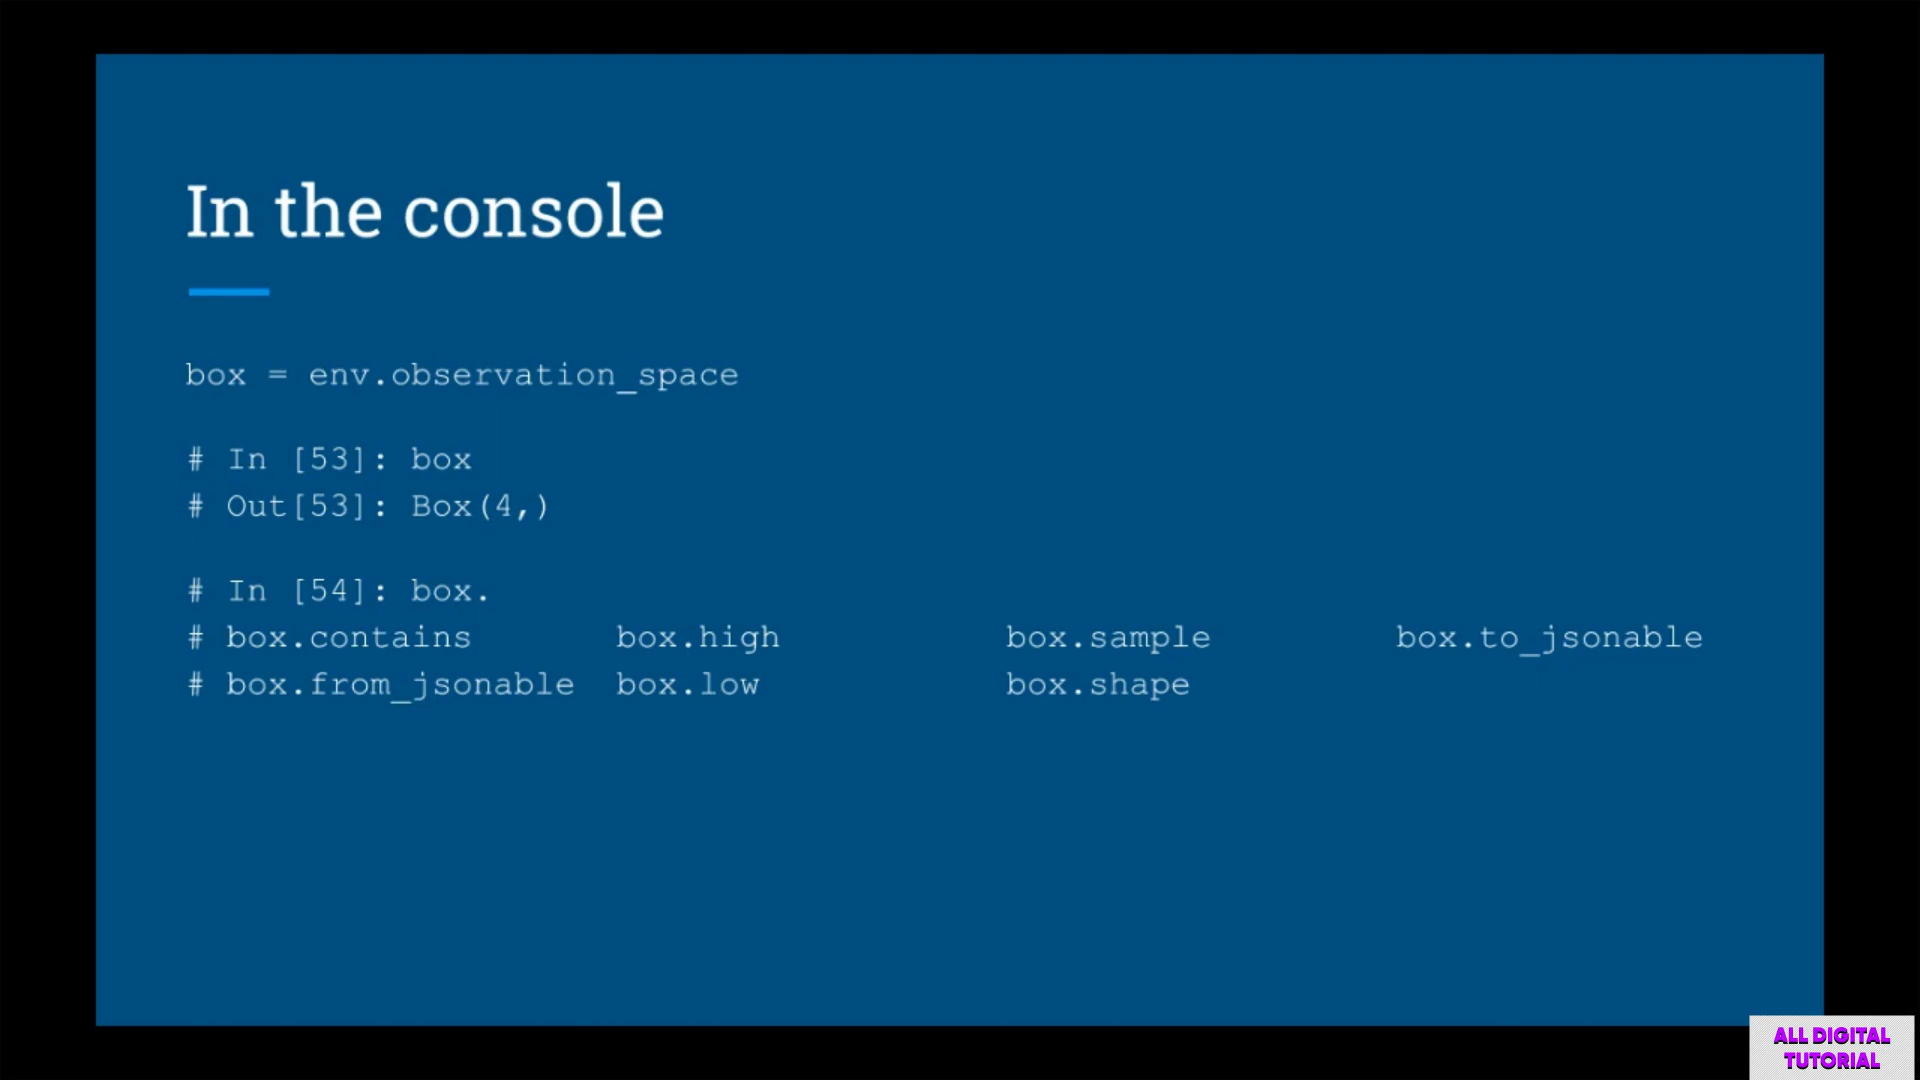 In the console
box = env.observation_space
# In [53]: box
# Out[53]: Box(4,)
# In [54]: box.
# box.contains box.high box.sample box.to_jsonable
# box.from_jsonable box.low box.shape
ALL DIGITAL
TUTORIAL